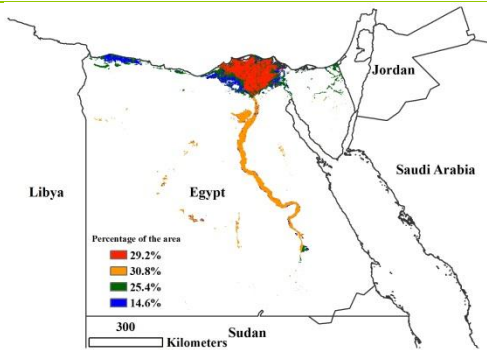 Jordan
Saudi Arabia
Libya
Egypt
Percentage of the area
29.2%
30.8%
25.4%
14.6%
300
Kilometers
Sudan